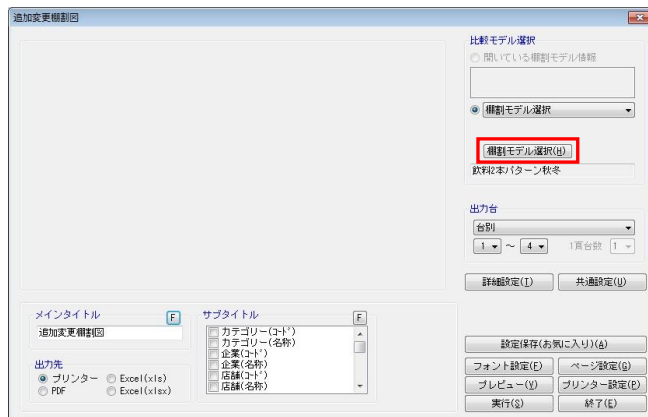 追加変更棚割図
比較モデル選択
開いている棚割モデル情報
棚割モデル選択
棚割モデル選択(H)
飲料2本パターン秋冬
出力台
台別
1 ～ 4 1頁台数 1
詳細設定(I) 共通設定(U)
メインタイトル F
追加変更棚割図
出力先
プリンター Excel(xls)
PDF Excel(xlsx)
サブタイトル F
カテゴリー(コード)
カテゴリー(名称)
企業(コード)
企業(名称)
店舗(コード)
店舗(名称)
設定保存(お気に入り)(A)
フォント設定(F) ページ設定(G)
プレビュー(V) プリンター設定(P)
実行(S) 終了(E)